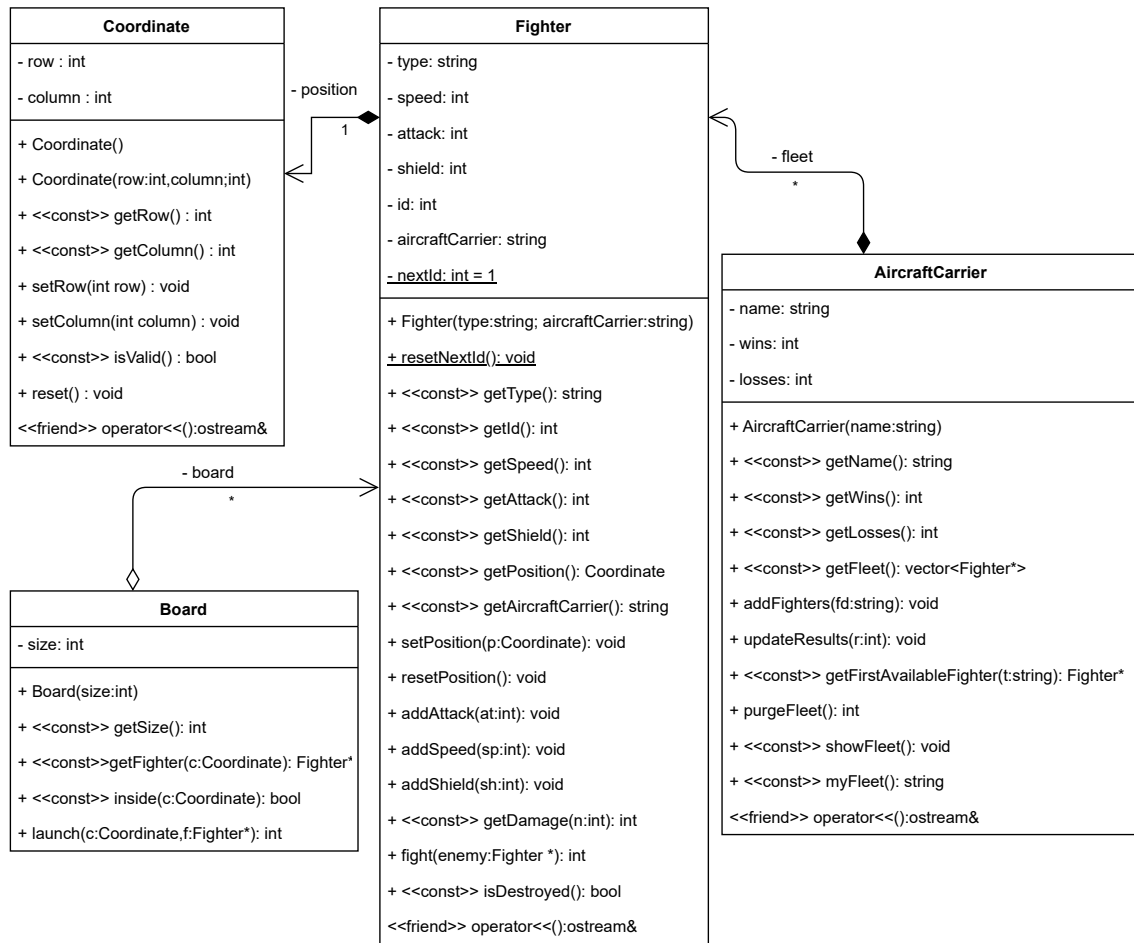 Coordinate
- row : int
- column : int
+ Coordinate()
+ Coordinate(row:int,column;int)
+ <<const>> getRow() : int
+ <<const>> getColumn() : int
+ setRow(int row) : void
+ setColumn(int column) : void
+ <<const>> isValid() : bool
+ reset() : void
<<friend>> operator<<():ostream&
- position
1
Fighter
- type: string
- speed: int
- attack: int
- shield: int
- id: int
- aircraftCarrier: string
- nextId: int = 1
+ Fighter(type:string; aircraftCarrier:string)
+ resetNextId(): void
+ <<const>> getType(): string
+ <<const>> getId(): int
+ <<const>> getSpeed(): int
+ <<const>> getAttack(): int
+ <<const>> getShield(): int
+ <<const>> getPosition(): Coordinate
+ <<const>> getAircraftCarrier(): string
+ setPosition(p:Coordinate): void
+ resetPosition(): void
+ addAttack(at:int): void
+ addSpeed(sp:int): void
+ addShield(sh:int): void
+ <<const>> getDamage(n:int): int
+ fight(enemy:Fighter *): int
+ <<const>> isDestroyed(): bool
<<friend>> operator<<():ostream&
- fleet
*
AircraftCarrier
- name: string
- wins: int
- losses: int
+ AircraftCarrier(name:string)
+ <<const>> getName(): string
+ <<const>> getWins(): int
+ <<const>> getLosses(): int
+ <<const>> getFleet(): vector<Fighter*>
+ addFighters(fd:string): void
+ updateResults(r:int): void
+ <<const>> getFirstAvailableFighter(t:string): Fighter*
+ purgeFleet(): int
+ <<const>> showFleet(): void
+ <<const>> myFleet(): string
<<friend>> operator<<():ostream&
- board
*
Board
- size: int
+ Board(size:int)
+ <<const>> getSize(): int
+ <<const>>getFighter(c:Coordinate): Fighter*
+ <<const>> inside(c:Coordinate): bool
+ launch(c:Coordinate,f:Fighter*): int